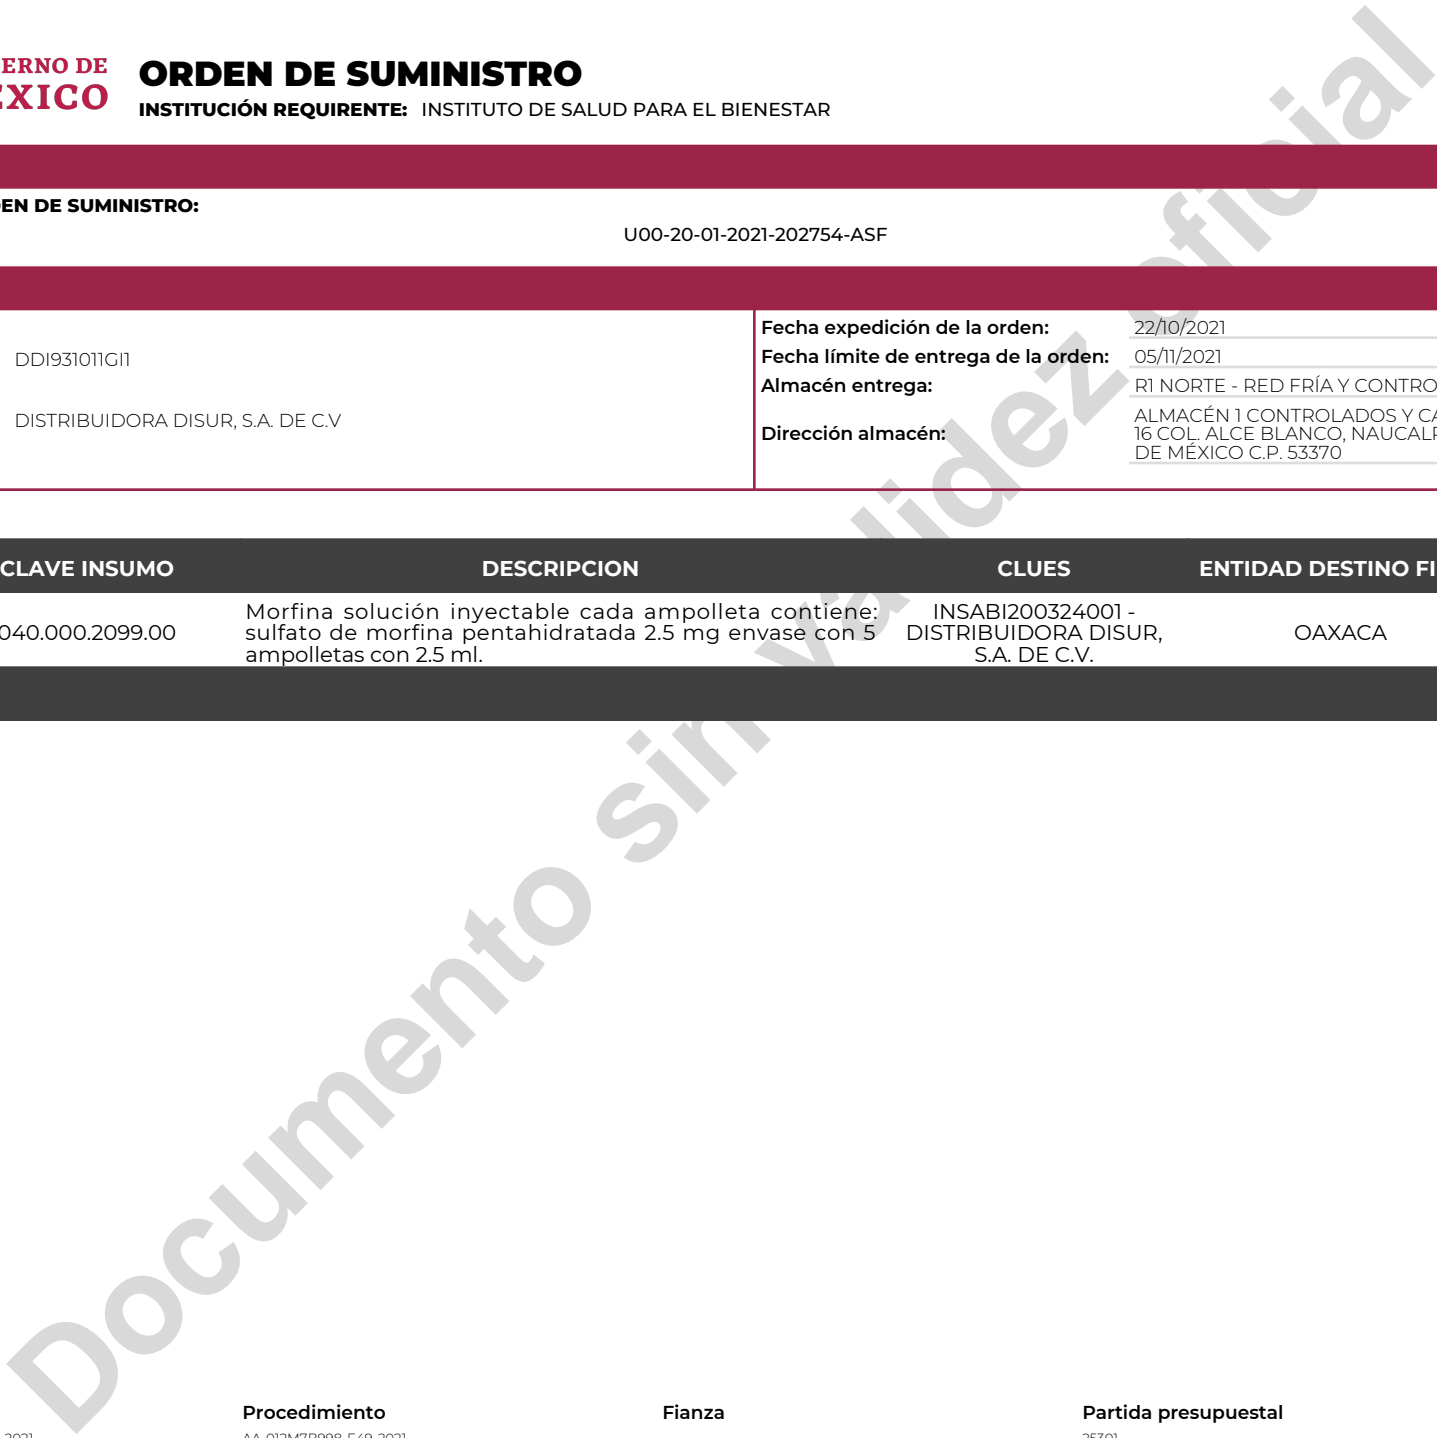 ERNO DE
ÉXICO
ORDEN DE SUMINISTRO
INSTITUCIÓN REQUIRENTE: INSTITUTO DE SALUD PARA EL BIENESTAR
EN DE SUMINISTRO:
U00-20-01-2021-202754-ASF
DDI931011GI1
DISTRIBUIDORA DISUR, S.A. DE C.V
Fecha expedición de la orden: 22/10/2021
Fecha límite de entrega de la orden: 05/11/2021
Almacén entrega: R1 NORTE - RED FRÍA Y CONTRO
Dirección almacén:
ALMACÉN 1 CONTROLADOS Y CA
16 COL. ALCE BLANCO, NAUCALP
DE MÉXICO C.P. 53370
CLAVE INSUMO DESCRIPCION CLUES ENTIDAD DESTINO FI
040.000.2099.00
Morfina solución inyectable cada ampolleta contiene:
sulfato de morfina pentahidratada 2.5 mg envase con 5
ampolletas con 2.5 ml.
INSABI200324001 -
DISTRIBUIDORA DISUR,
S.A. DE C.V.
OAXACA
Documento sin validez oficial
Procedimiento Fianza Partida presupuestal